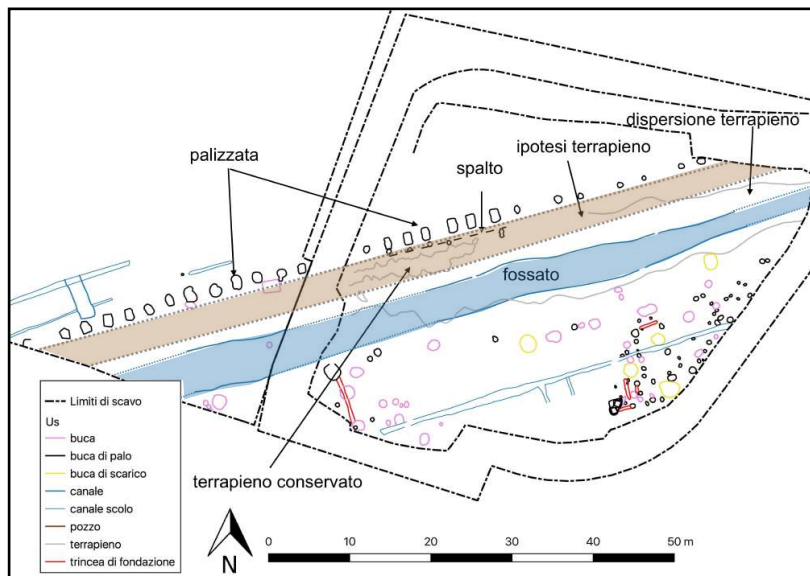 dispersione terrapieno
ipotesi terrapieno
palizzata
spalto
fossato
terrapieno conservato
Limiti di scavo
Us
buca
buca di palo
buca di scarico
canale
canale scolo
pozzo
terrapieno
trincea di fondazione
N
0 10 20 30 40 50 m